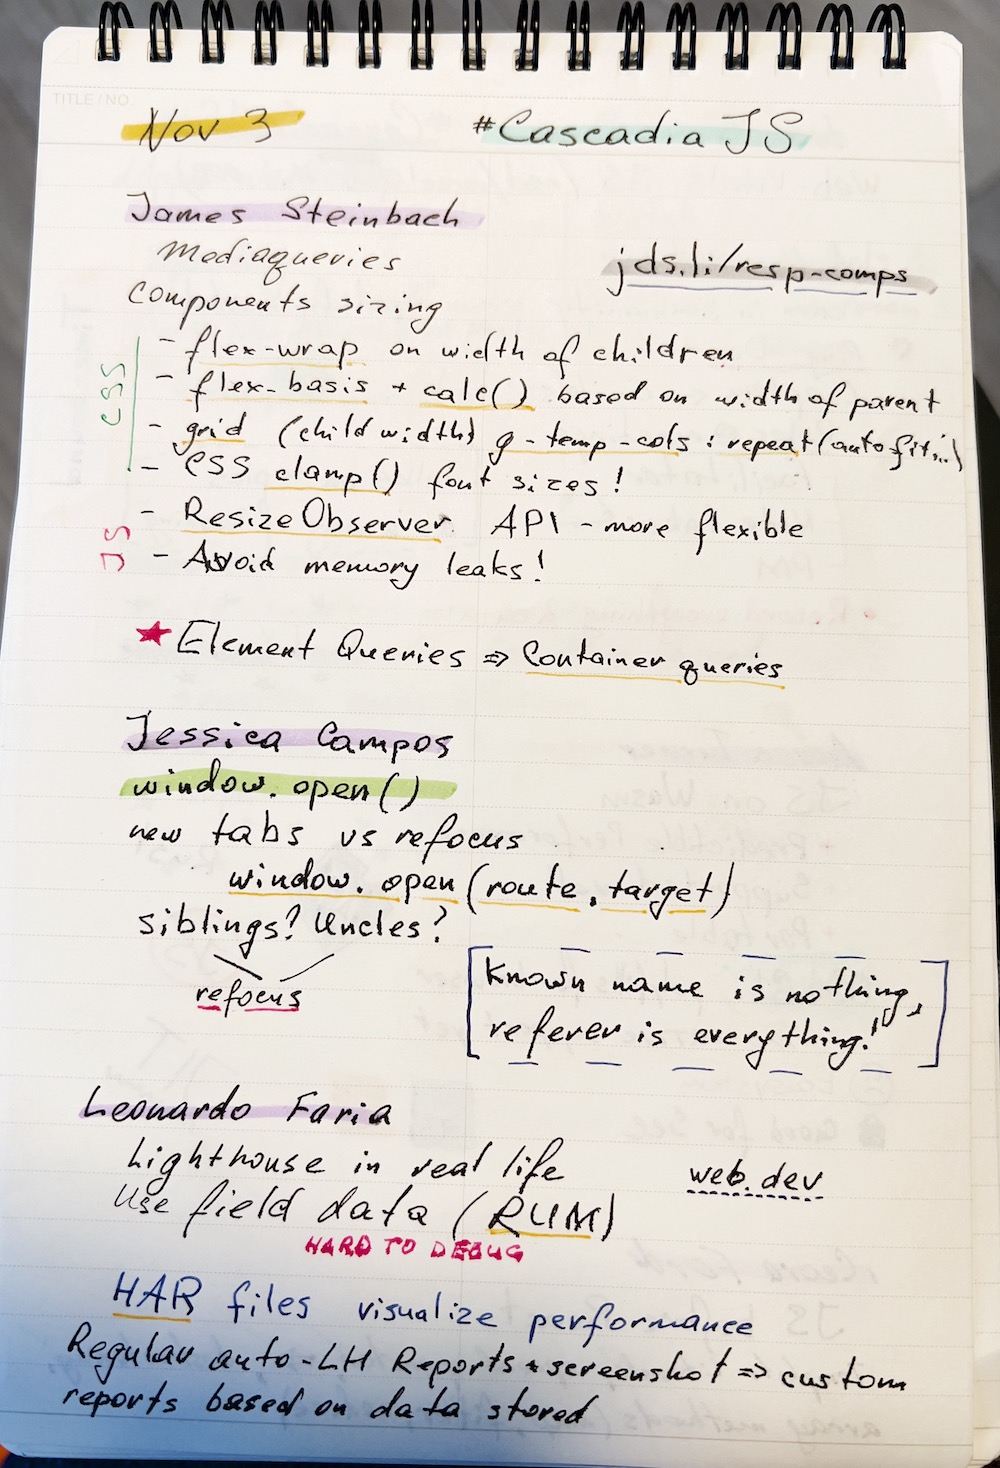 TITLE/NO.
Nov 3 #Cascadia JS
James Steinbach
Mediaqueries
jds.li/resp-comps
Components sizing
CSS
- flex-wrap on width of children
- flex-basis + calc() based on width of parent
- grid (child width) g-temp-cols: repeat(autofit,..)
- CSS clamp() font sizes!
JS
- ResizeObserver API - more flexible
- Avoid memory leaks!
★ Element Queries => Container queries
Jessica Campos
window.open()
new tabs vs refocus
window.open(route, target)
siblings? Uncles?
refocus
[Known name is nothing,
referer is everything!]
Leonardo Faria
Lighthouse in real life
web.dev
Use field data (RUM)
HARD TO DEBUG
HAR files visualize performance
Regular auto-LH Reports + screenshot => custom
reports based on data stored